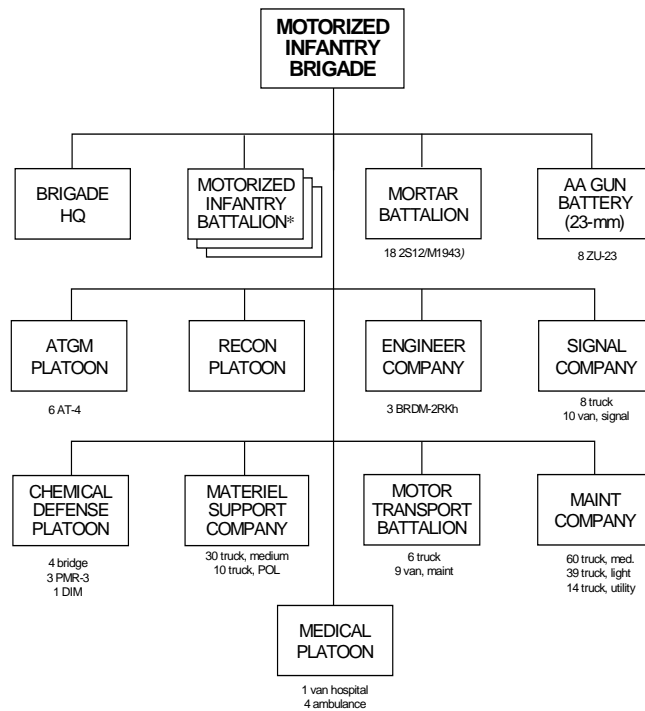 MOTORIZED
INFANTRY
BRIGADE
BRIGADE
HQ
MOTORIZED
INFANTRY
BATTALION*
MORTAR
BATTALION
18 2S12/M1943)
AA GUN
BATTERY
(23-mm)
8 ZU-23
ATGM
PLATOON
6 AT-4
RECON
PLATOON
ENGINEER
COMPANY
3 BRDM-2RKh
SIGNAL
COMPANY
8 truck
10 van, signal
CHEMICAL
DEFENSE
PLATOON
4 bridge
3 PMR-3
1 DIM
MATERIEL
SUPPORT
COMPANY
30 truck, medium
10 truck, POL
MOTOR
TRANSPORT
BATTALION
6 truck
9 van, maint
MAINT
COMPANY
60 truck, med.
39 truck, light
14 truck, utility
MEDICAL
PLATOON
1 van hospital
4 ambulance